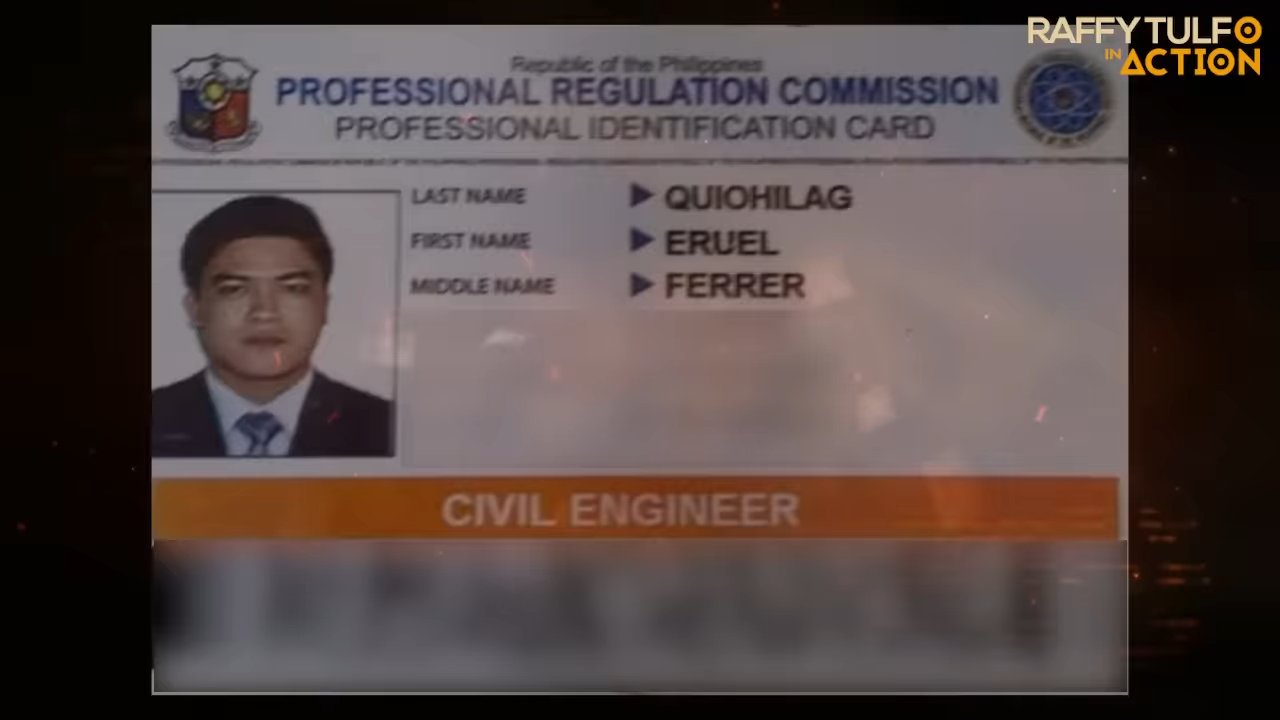 RAFFY TULFO
IN ACTION
Republic of the Philippines
PROFESSIONAL REGULATION COMMISSION
PROFESSIONAL IDENTIFICATION CARD
LAST NAME QUIOHILAG
FIRST NAME ERUEL
MIDDLE NAME FERRER
CIVIL ENGINEER